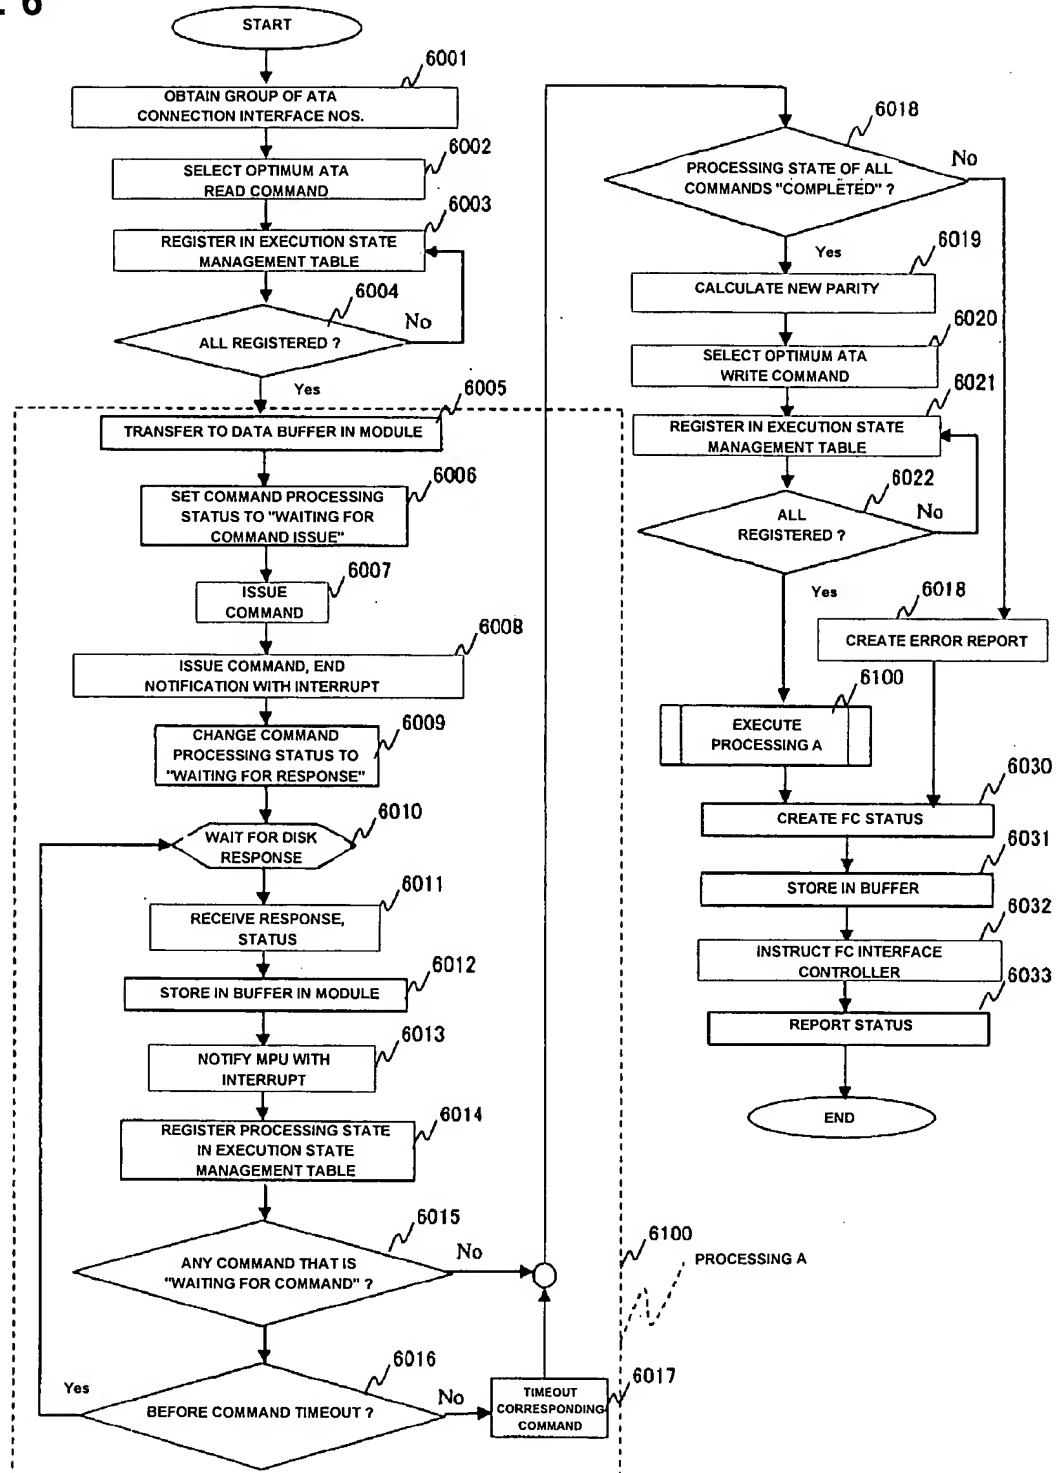 6
START
6001
OBTAIN GROUP OF ATA
CONNECTION INTERFACE NOS.
6002
SELECT OPTIMUM ATA
READ COMMAND
6003
REGISTER IN EXECUTION STATE
MANAGEMENT TABLE
6004
ALL REGISTERED ?
No
Yes
6005
TRANSFER TO DATA BUFFER IN MODULE
6006
SET COMMAND PROCESSING
STATUS TO "WAITING FOR
COMMAND ISSUE"
6007
ISSUE
COMMAND
6008
ISSUE COMMAND, END
NOTIFICATION WITH INTERRUPT
6009
CHANGE COMMAND
PROCESSING STATUS TO
"WAITING FOR RESPONSE"
6010
WAIT FOR DISK
RESPONSE
6011
RECEIVE RESPONSE,
STATUS
6012
STORE IN BUFFER IN MODULE
6013
NOTIFY MPU WITH
INTERRUPT
6014
REGISTER PROCESSING STATE
IN EXECUTION STATE
MANAGEMENT TABLE
6015
ANY COMMAND THAT IS
"WAITING FOR COMMAND" ?
No
6016
BEFORE COMMAND TIMEOUT ?
Yes
No
6017
TIMEOUT
CORRESPONDING
COMMAND
6100
PROCESSING A
6018
PROCESSING STATE OF ALL
COMMANDS "COMPLETED" ?
No
Yes
6019
CALCULATE NEW PARITY
6020
SELECT OPTIMUM ATA
WRITE COMMAND
6021
REGISTER IN EXECUTION STATE
MANAGEMENT TABLE
6022
ALL
REGISTERED ?
No
Yes
6018
CREATE ERROR REPORT
6100
EXECUTE
PROCESSING A
6030
CREATE FC STATUS
6031
STORE IN BUFFER
6032
INSTRUCT FC INTERFACE
CONTROLLER
6033
REPORT STATUS
END